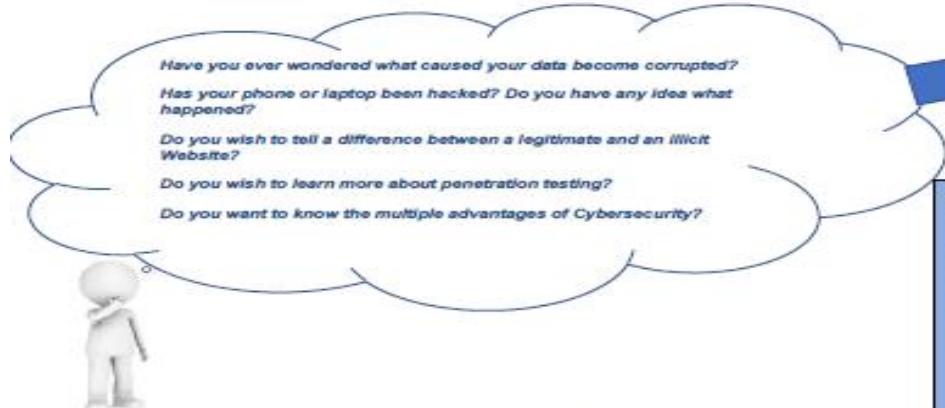 Have you ever wondered what caused your data become corrupted?
Has your phone or laptop been hacked? Do you have any idea what
happened?
Do you wish to tell a difference between a legitimate and an illicit
Website?
Do you wish to learn more about penetration testing?
Do you want to know the multiple advantages of Cybersecurity?